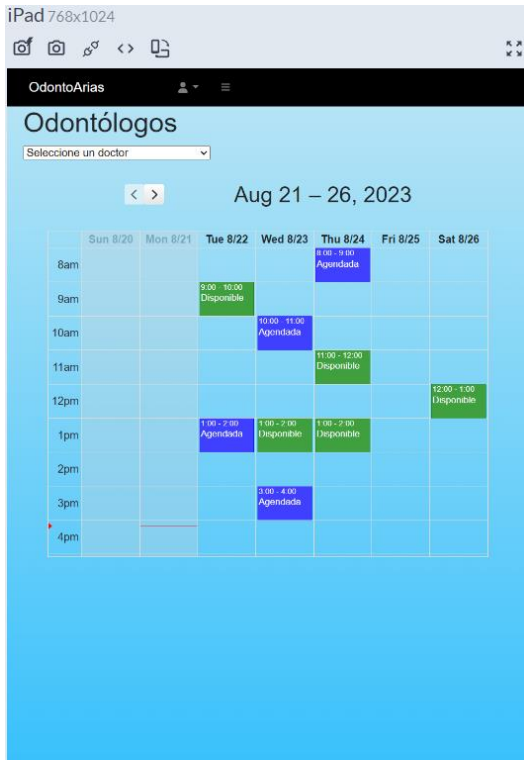 iPad 768x1024
OdontoArias
Odontólogos
Seleccione un doctor
Aug 21 – 26, 2023
Sun 8/20 Mon 8/21 Tue 8/22 Wed 8/23 Thu 8/24 Fri 8/25 Sat 8/26
8am
8:00 - 9:00
Agendada
9am
9:00 - 10:00
Disponible
10am
10:00 - 11:00
Agendada
11am
11:00 - 12:00
Disponible
12pm
12:00 - 1:00
Disponible
1pm
1:00 - 2:00 1:00 - 2:00 1:00 - 2:00
Agendada Disponible Disponible
2pm
3pm
3:00 - 4:00
Agendada
4pm